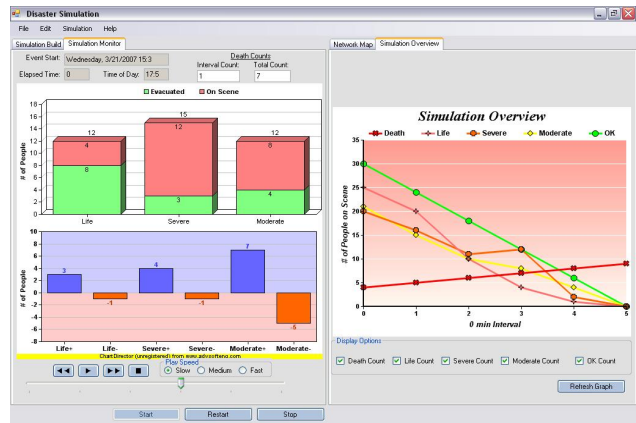 Disaster Simulation
File Edit Simulation Help
Simulation Build Simulation Monitor
Event Start: Wednesday, 3/21/2007 15:3
Death Counts
Interval Count: Total Count:
Elapsed Time: 0 Time of Day: 17:5 1 7
Evacuated On Scene
# of People
18
16
14
12
10
8
6
4
2
0
12 15 12
4 12 8
8 3 4
Life Severe Moderate
# of People
10
8
6
4
2
0
-2
-4
-6
-8
3 -1 4 -1 7 -5
Life+ Life- Severe+ Severe- Moderate+ Moderate-
ChartDirector (unregistered) from www.advsofteng.com
Play Speed
Slow Medium Fast
Start Restart Stop
Network Map Simulation Overview
Simulation Overview
Death Life Severe Moderate OK
# of People on Scene
35
30
25
20
15
10
5
0
0 1 2 3 4 5
0 min Interval
Display Options
Death Count Life Count Severe Count Moderate Count OK Count
Refresh Graph